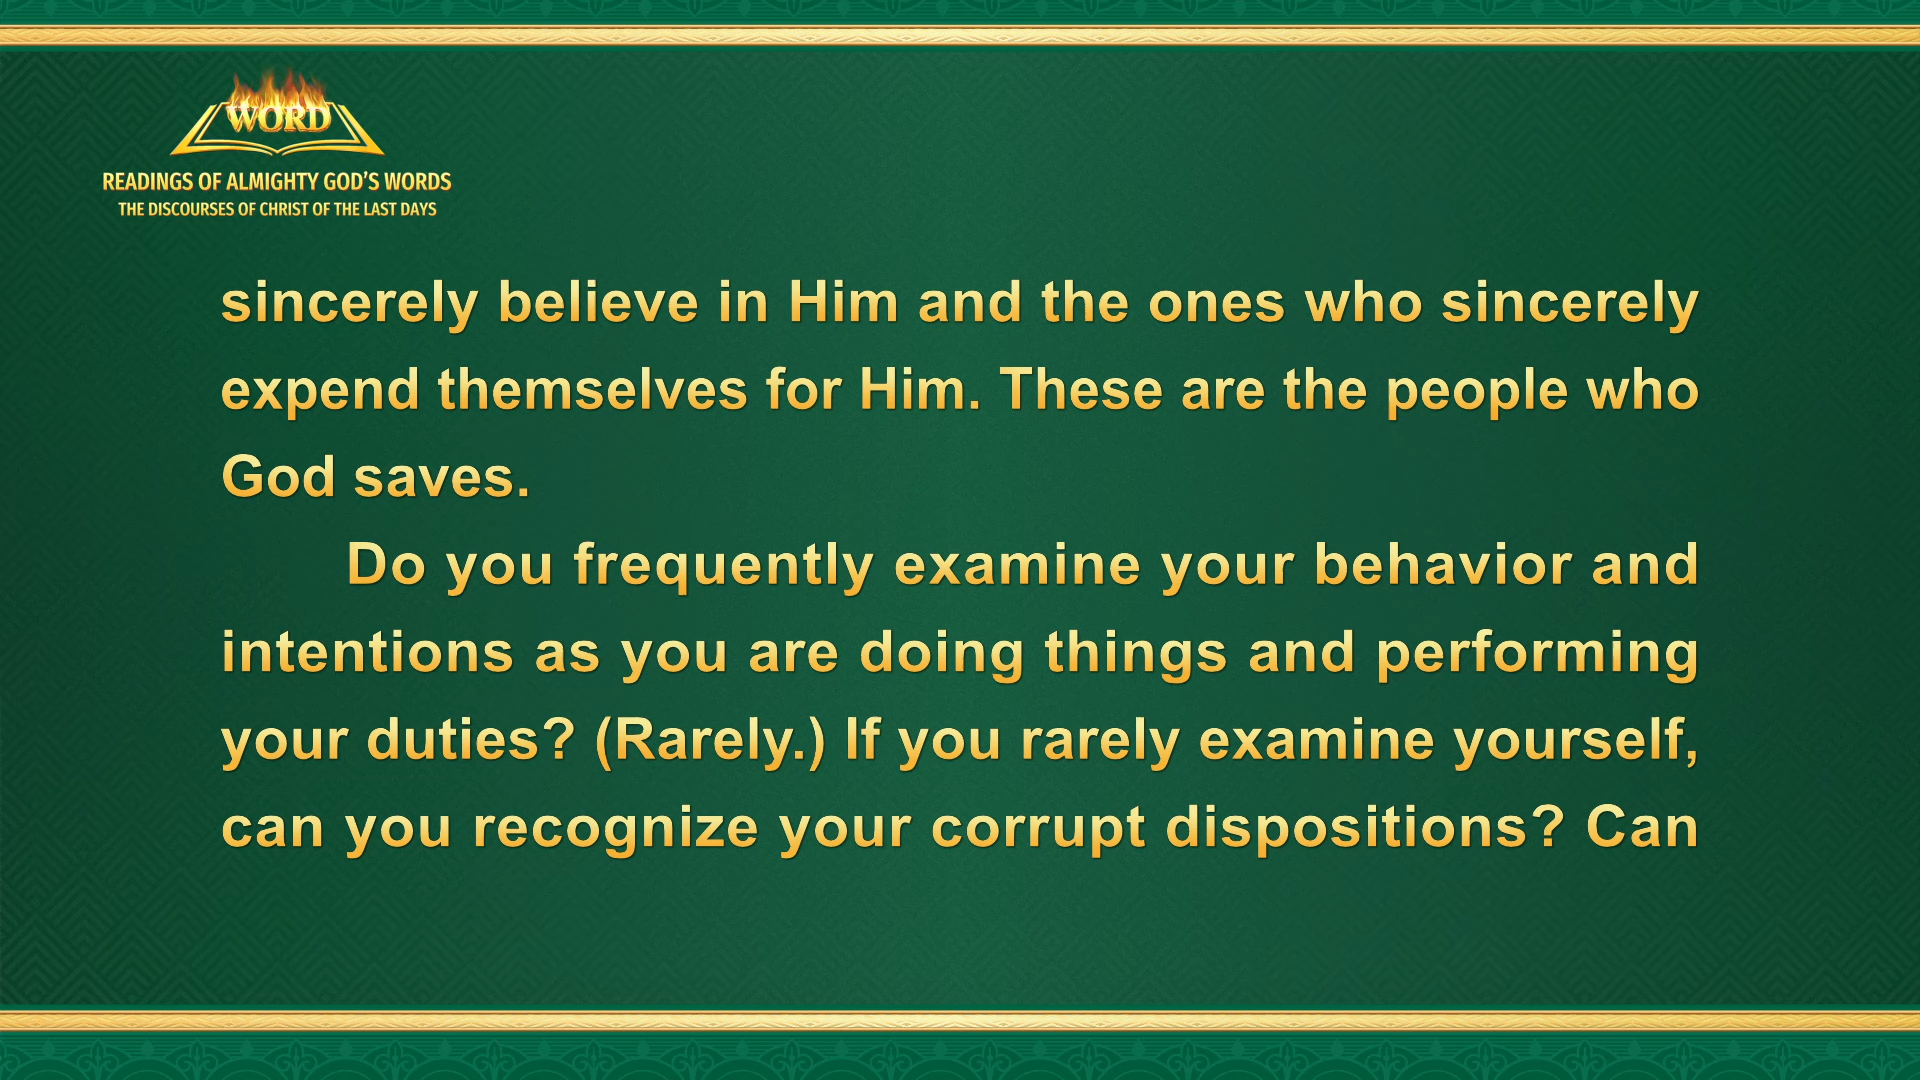 WORD
READINGS OF ALMIGHTY GOD'S WORDS
THE DISCOURSES OF CHRIST OF THE LAST DAYS
sincerely believe in Him and the ones who sincerely
expend themselves for Him. These are the people who
God saves.
Do you frequently examine your behavior and
intentions as you are doing things and performing
your duties? (Rarely.) If you rarely examine yourself,
can you recognize your corrupt dispositions? Can